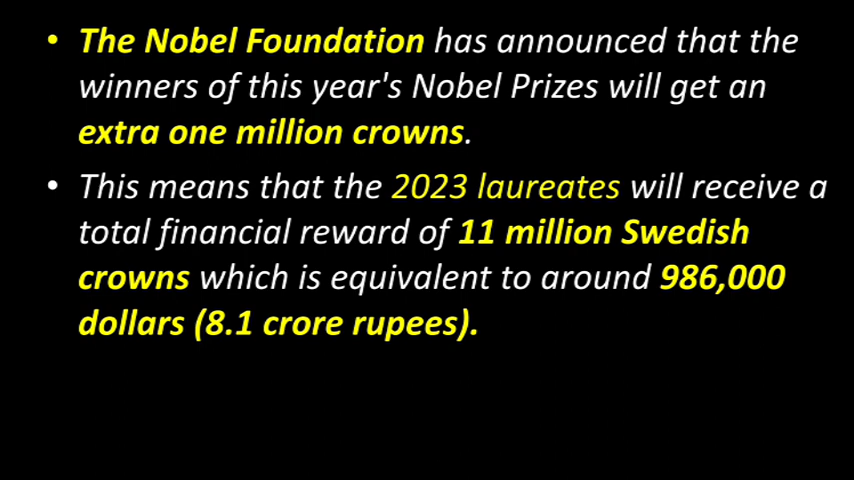 • The Nobel Foundation has announced that the
winners of this year's Nobel Prizes will get an
extra one million crowns.
• This means that the 2023 laureates will receive a
total financial reward of 11 million Swedish
crowns which is equivalent to around 986,000
dollars (8.1 crore rupees).